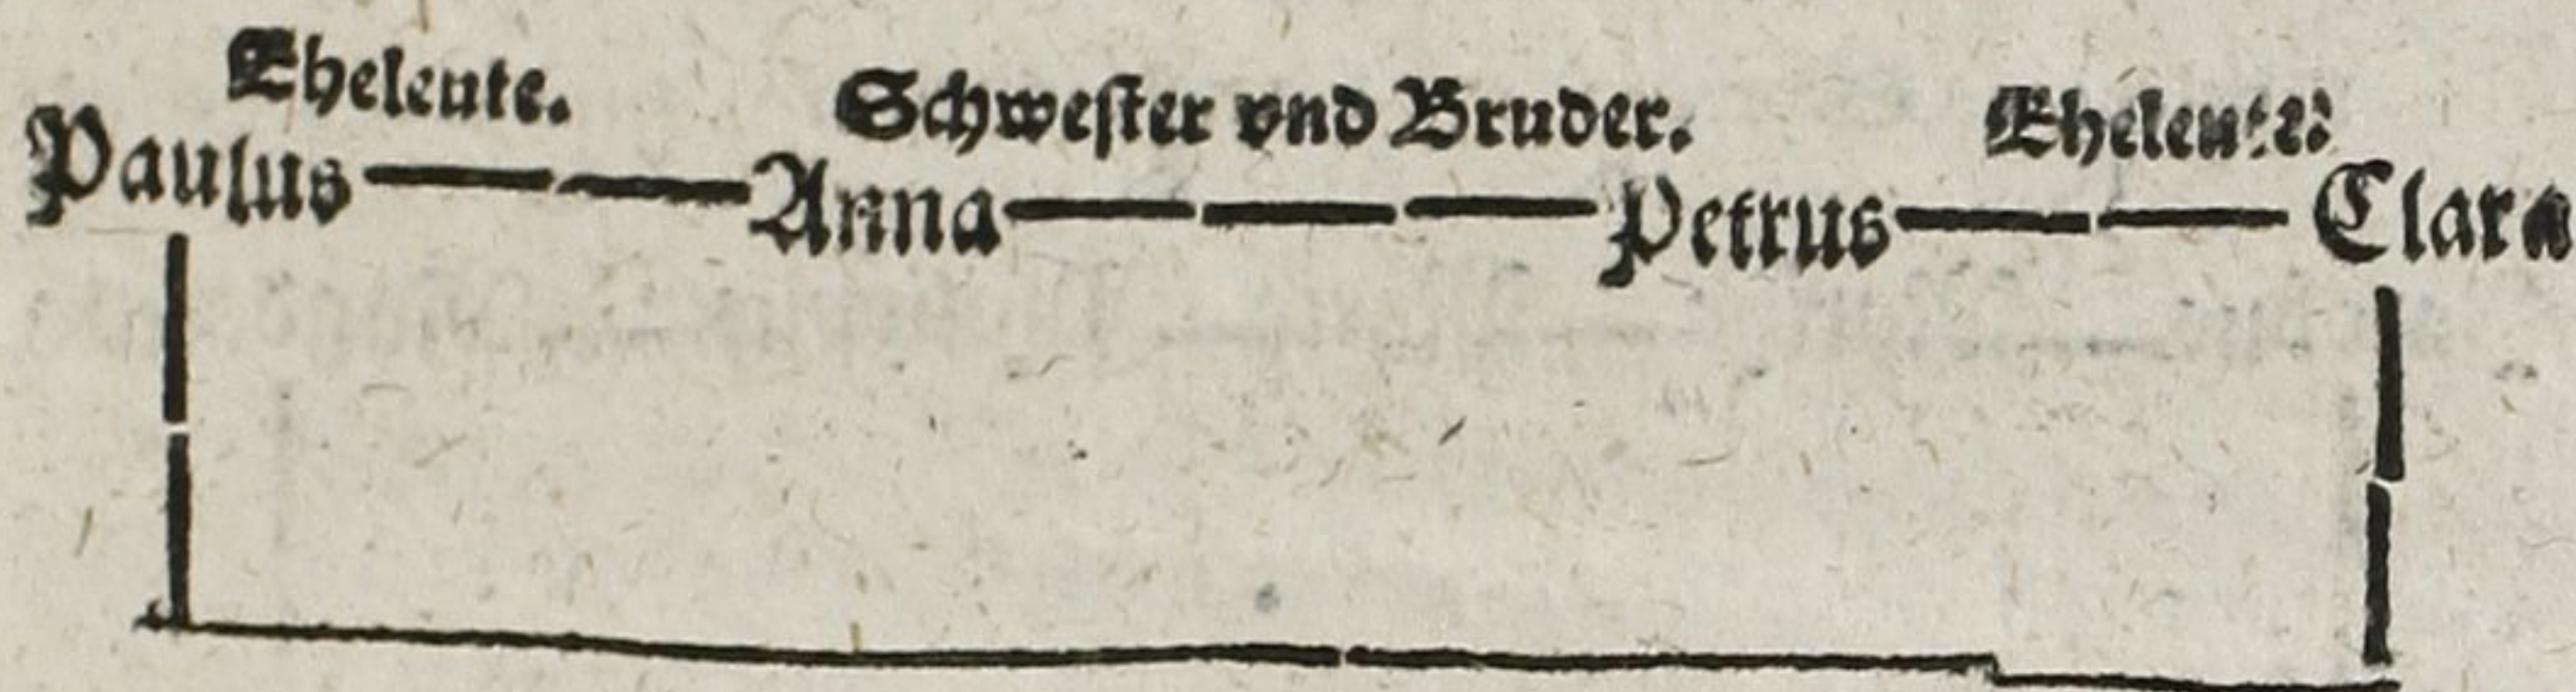 Eheleute. Schweſter vnd Bruder. Eheleute.
Paulus Anna Petrus Clara